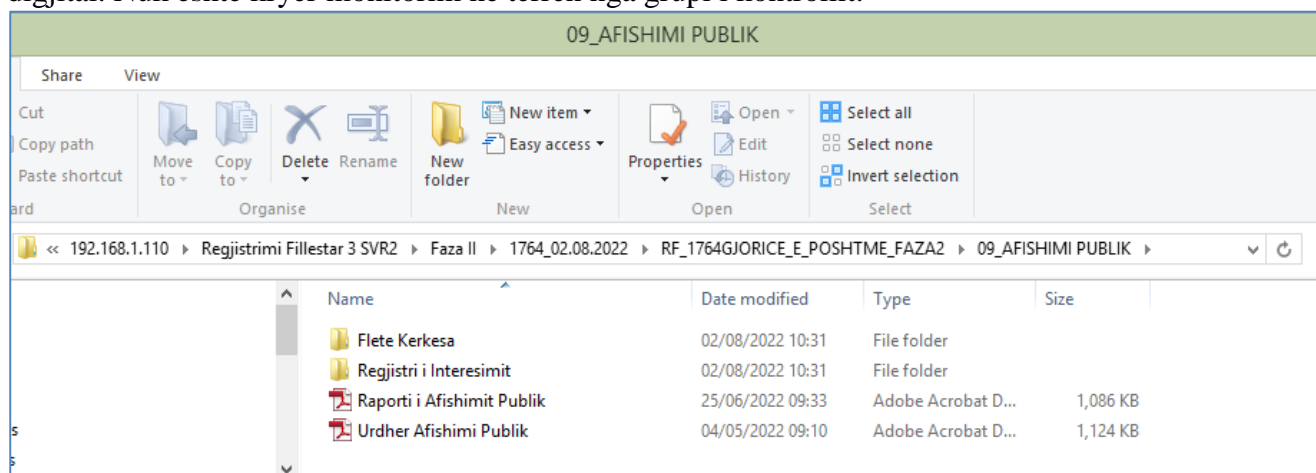 09_AFISHIMI PUBLIK
Share View
Cut
Copy path
Paste shortcut
Move to
Copy to
Delete
Rename
New folder
New item
Easy access
Properties
Open
Edit
History
Select all
Select none
Invert selection
ard Organise New Open Select
« 192.168.1.110 Regjistrimi Fillestar 3 SVR2 Faza II 1764_02.08.2022 RF_1764GJORICE_E_POSHTME_FAZA2 09_AFISHIMI PUBLIK
Name Date modified Type Size
Flete Kerkesa 02/08/2022 10:31 File folder
Regjistri i Interesimit 02/08/2022 10:31 File folder
Raporti i Afishimit Publik 25/06/2022 09:33 Adobe Acrobat D... 1,086 KB
Urdher Afishimi Publik 04/05/2022 09:10 Adobe Acrobat D... 1,124 KB
s
s